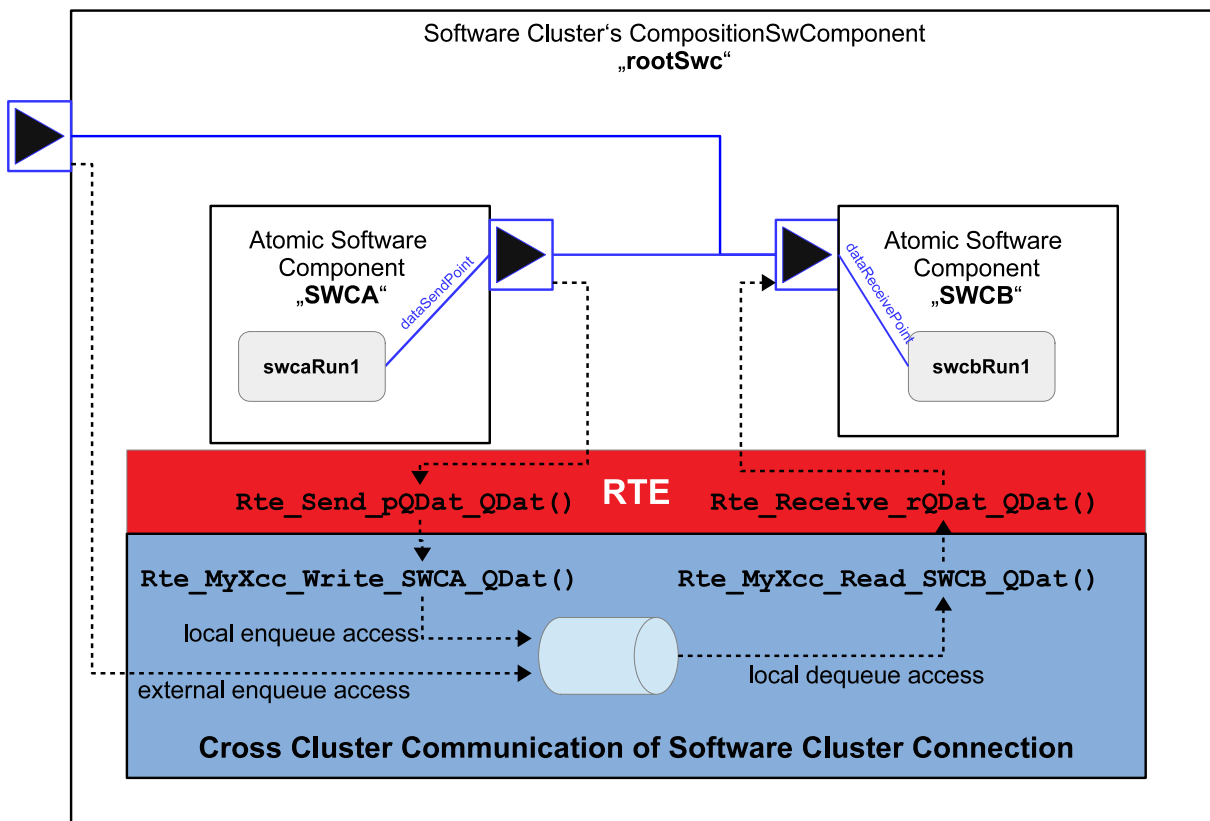 Software Cluster‘s CompositionSwComponent
„rootSwc“
Atomic Software
Component
„SWCA“
dataSendPoint
swcaRun1
Atomic Software
Component
„SWCB“
dataReceivePoint
swcbRun1
RTE
Rte_Send_pQDat_QDat()
Rte_Receive_rQDat_QDat()
Rte_MyXcc_Write_SWCA_QDat()
Rte_MyXcc_Read_SWCB_QDat()
local enqueue access
external enqueue access
local dequeue access
Cross Cluster Communication of Software Cluster Connection